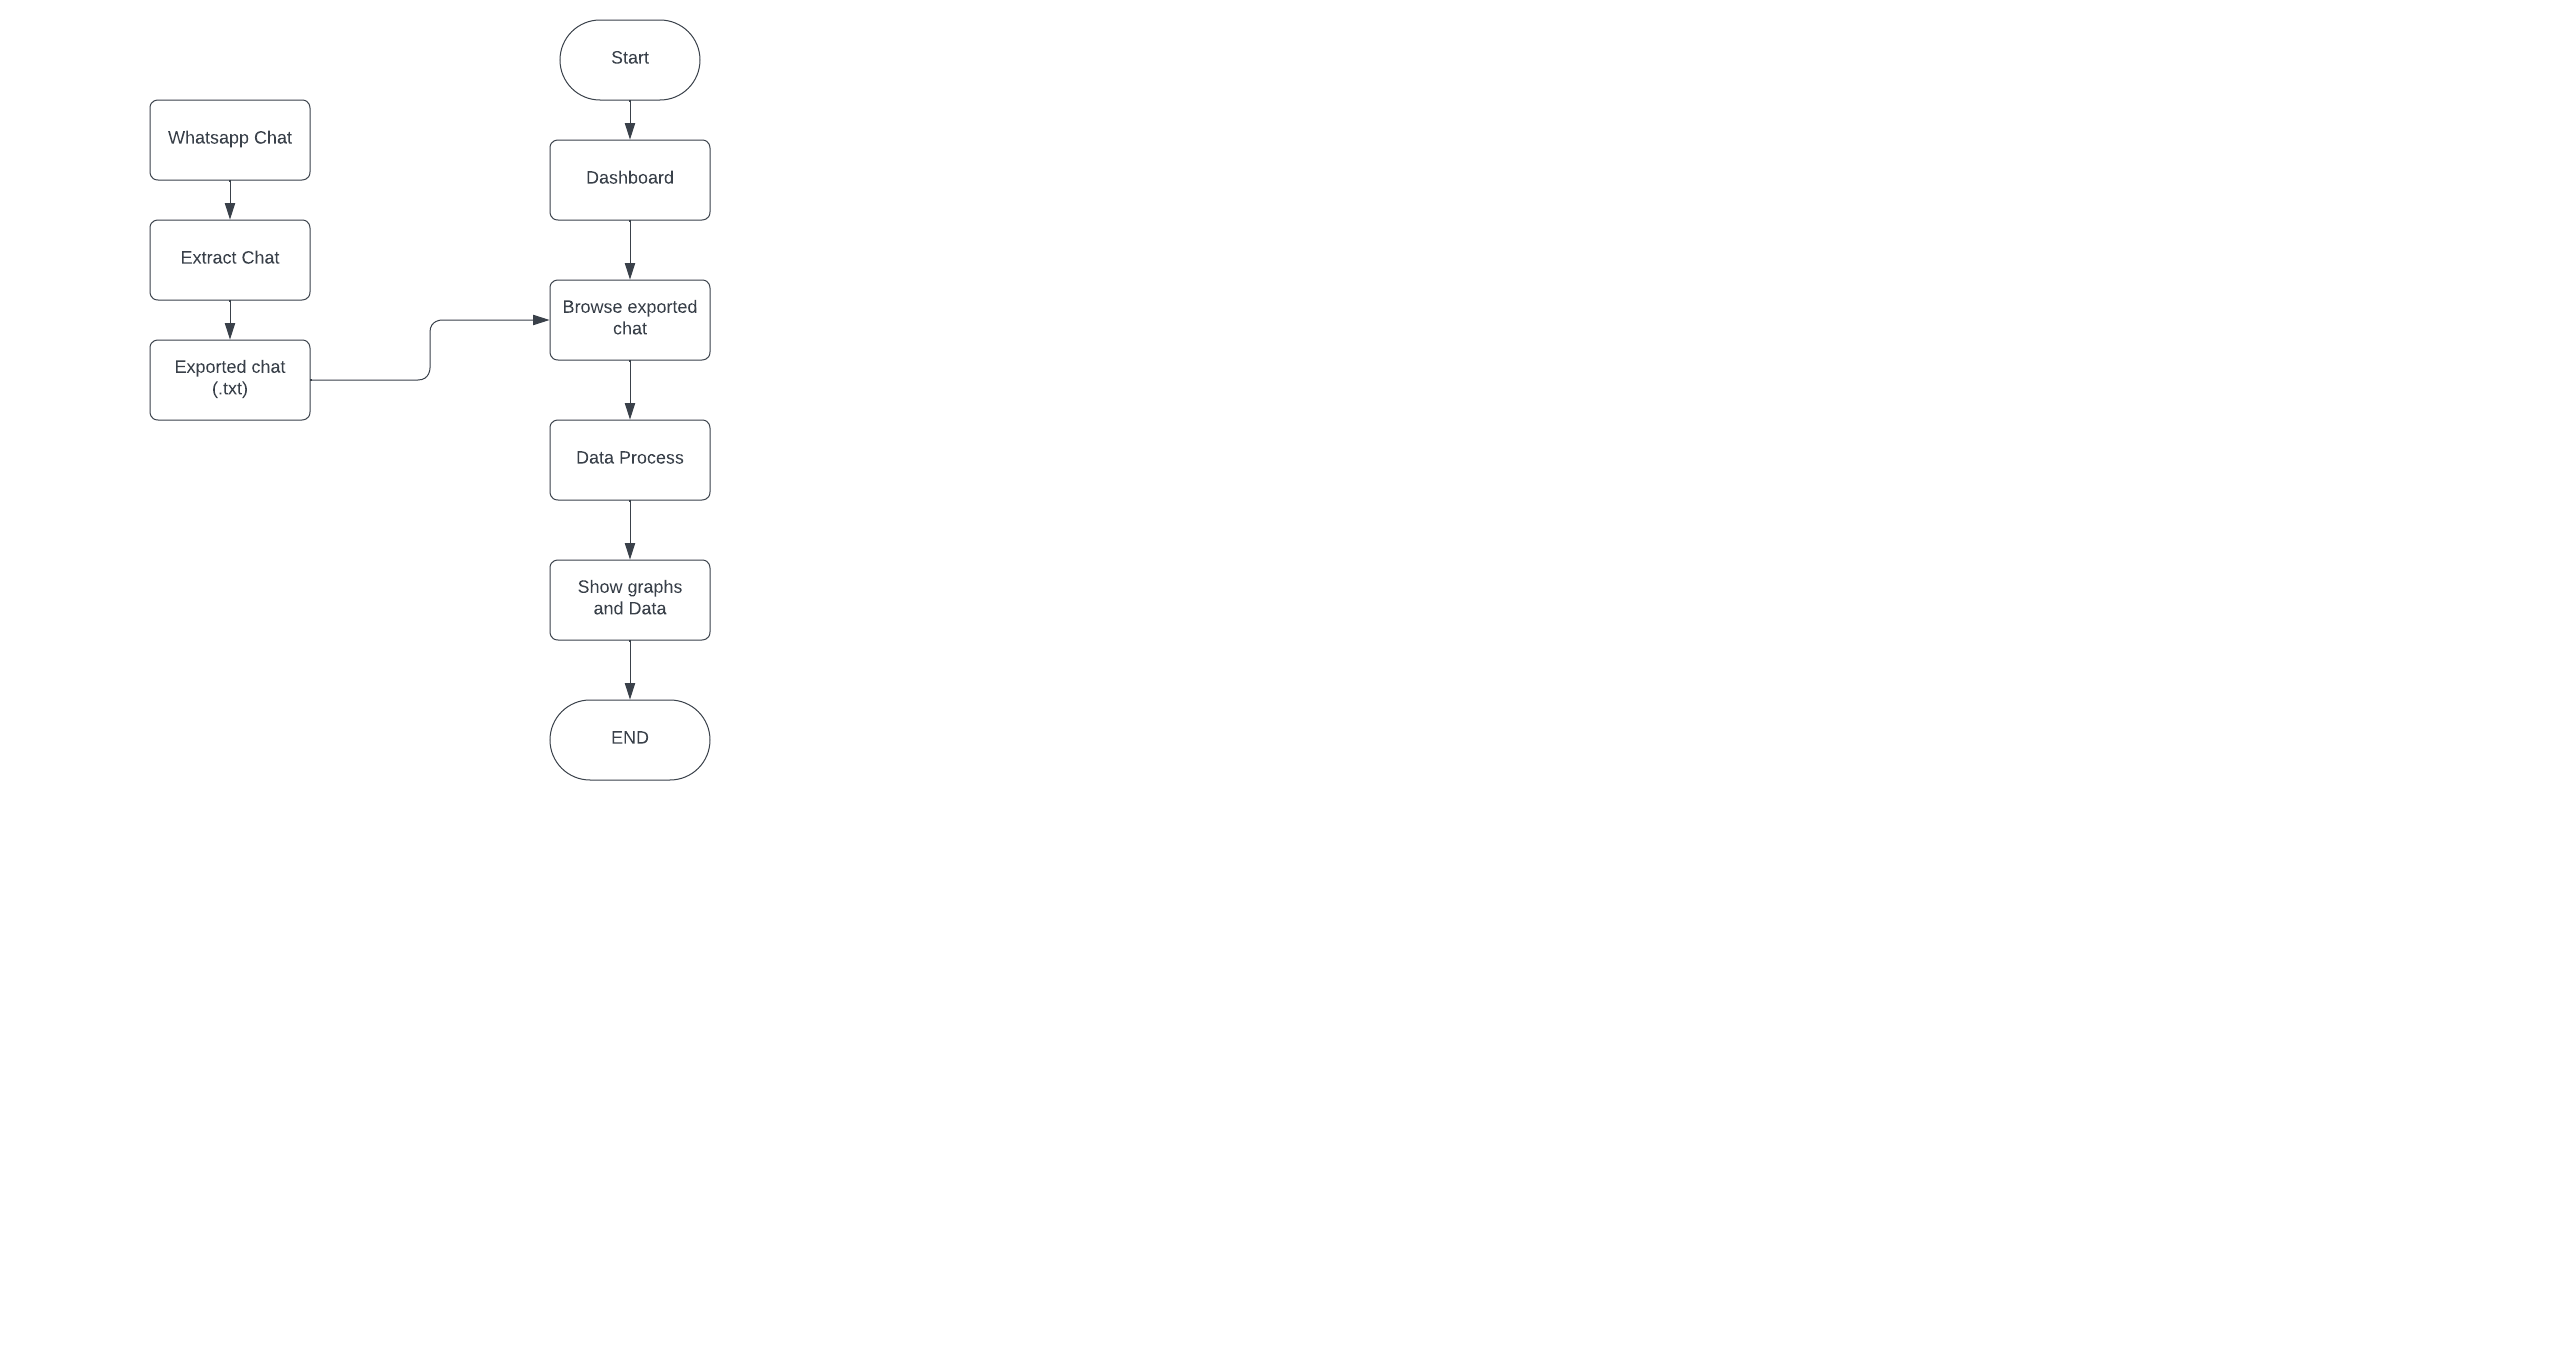 Start
Whatsapp Chat
Dashboard
Extract Chat
Browse exported
chat
Exported chat
(.txt)
Data Process
Show graphs
and Data
END